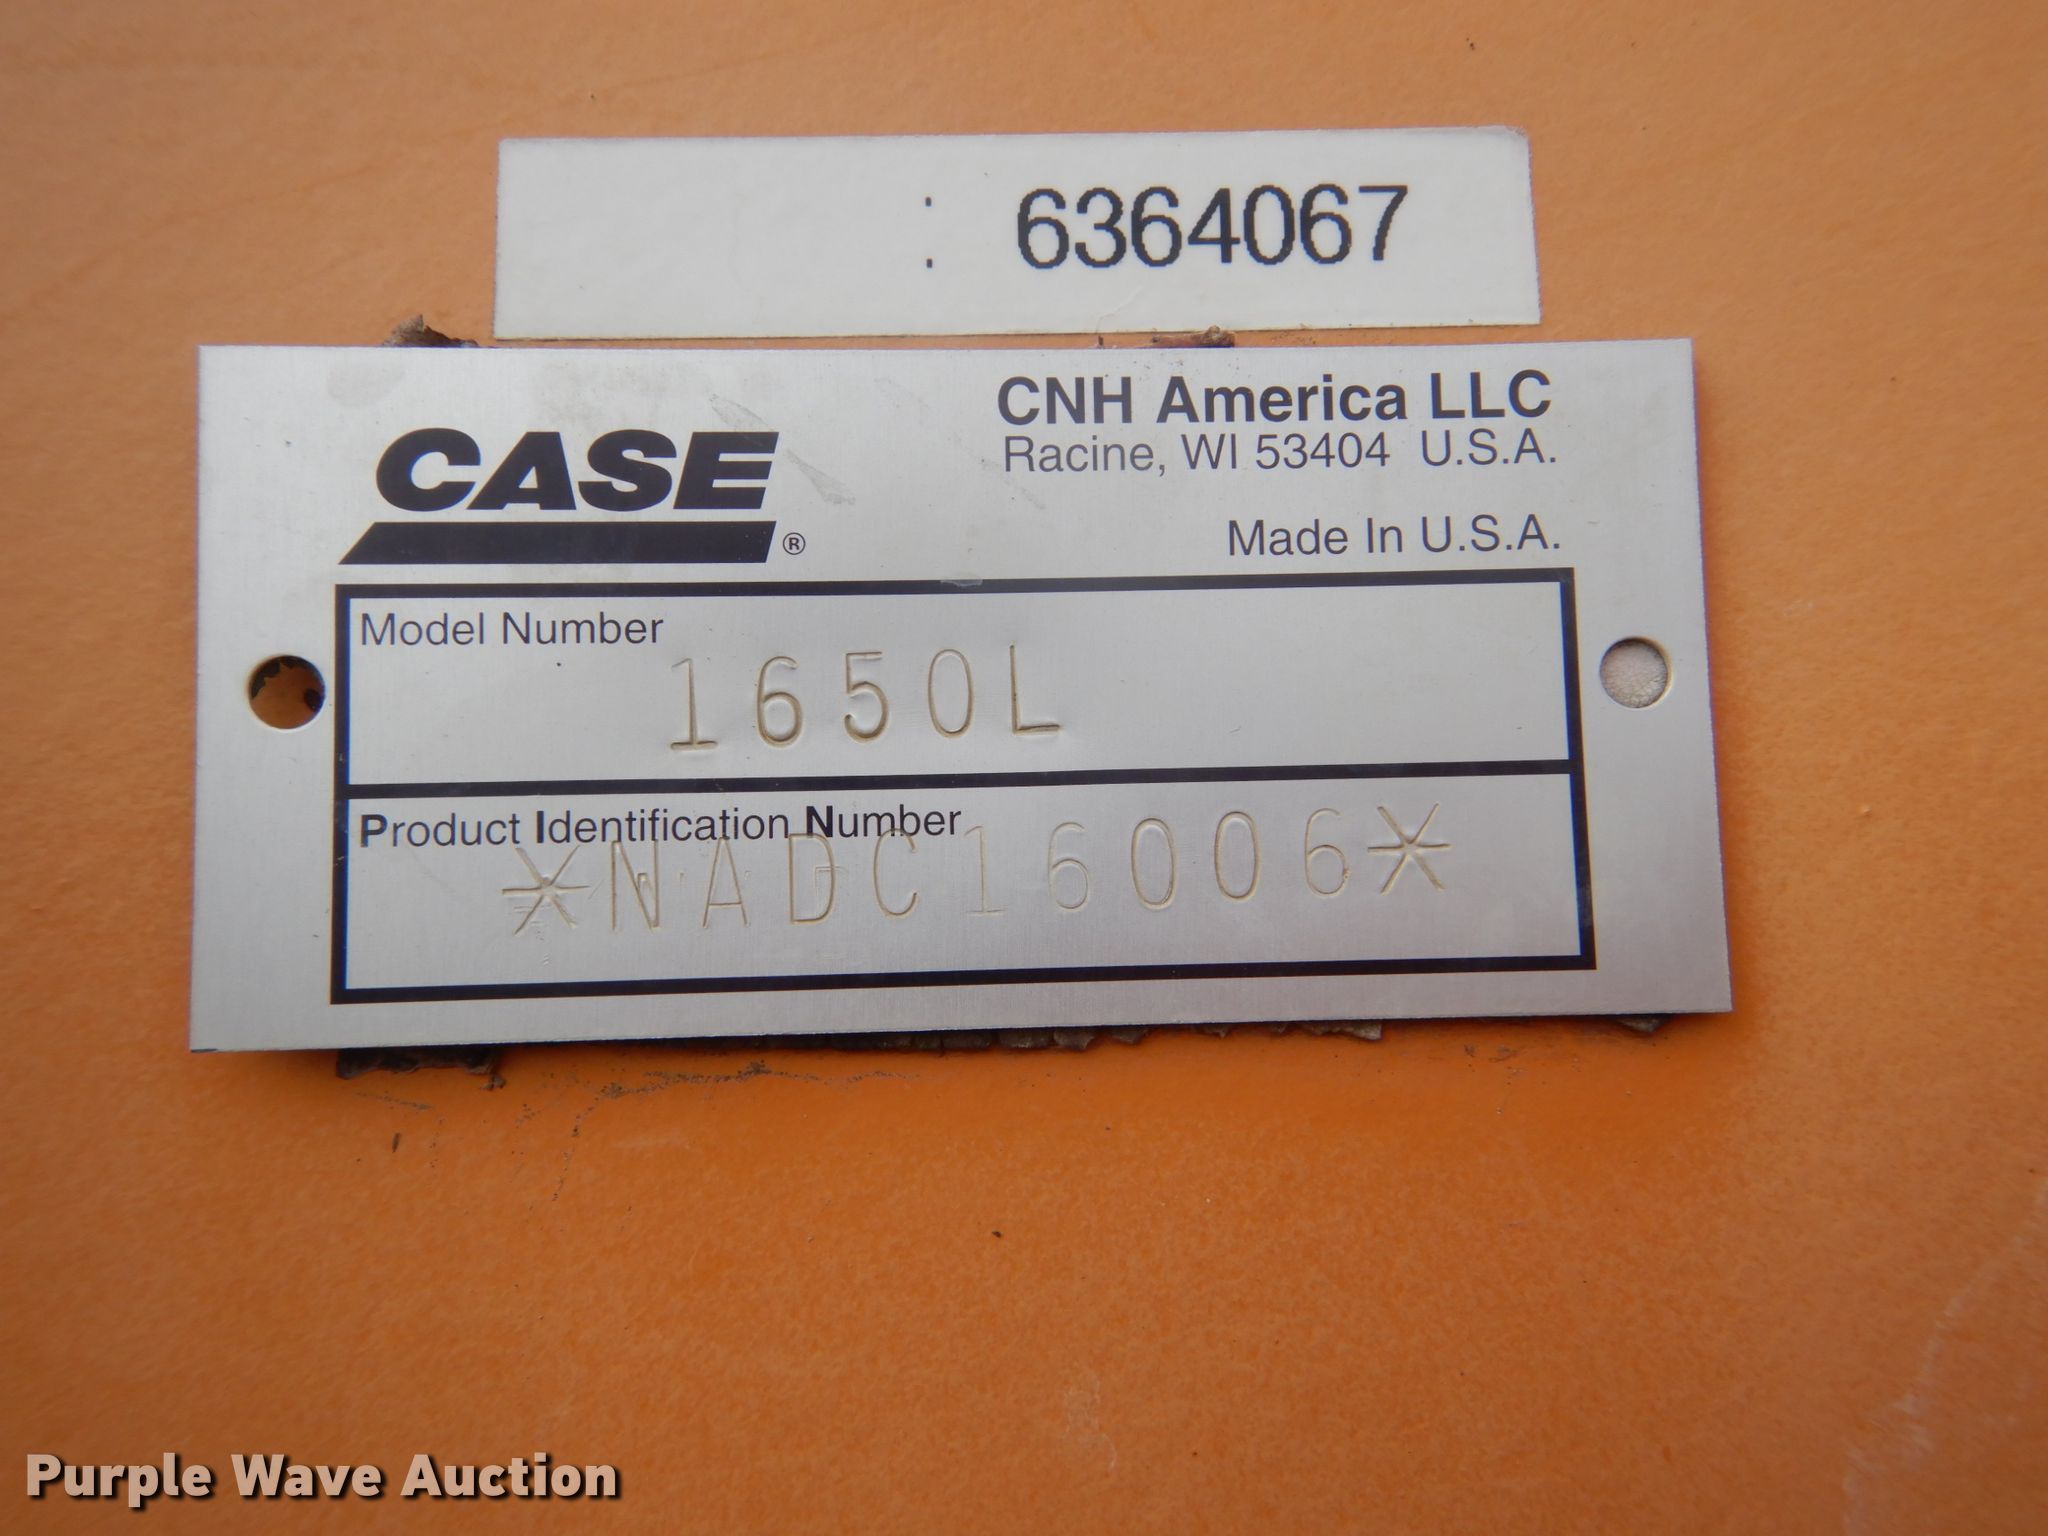 : 6364067
CASE®
CNH America LLC
Racine, WI 53404 U.S.A.
Made In U.S.A.
Model Number
1650L
Product Identification Number
*NADC16006*
Purple Wave Auction